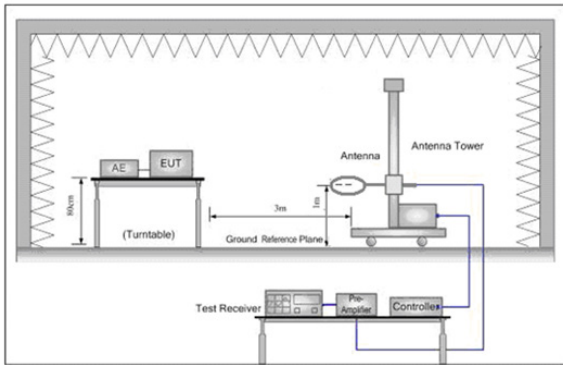 Antenna Tower
Antenna
EUT
AE
80cm
1m
3m
(Turntable)
Ground Reference Plane
Test Receiver
Pre-
Amplifier
Controller